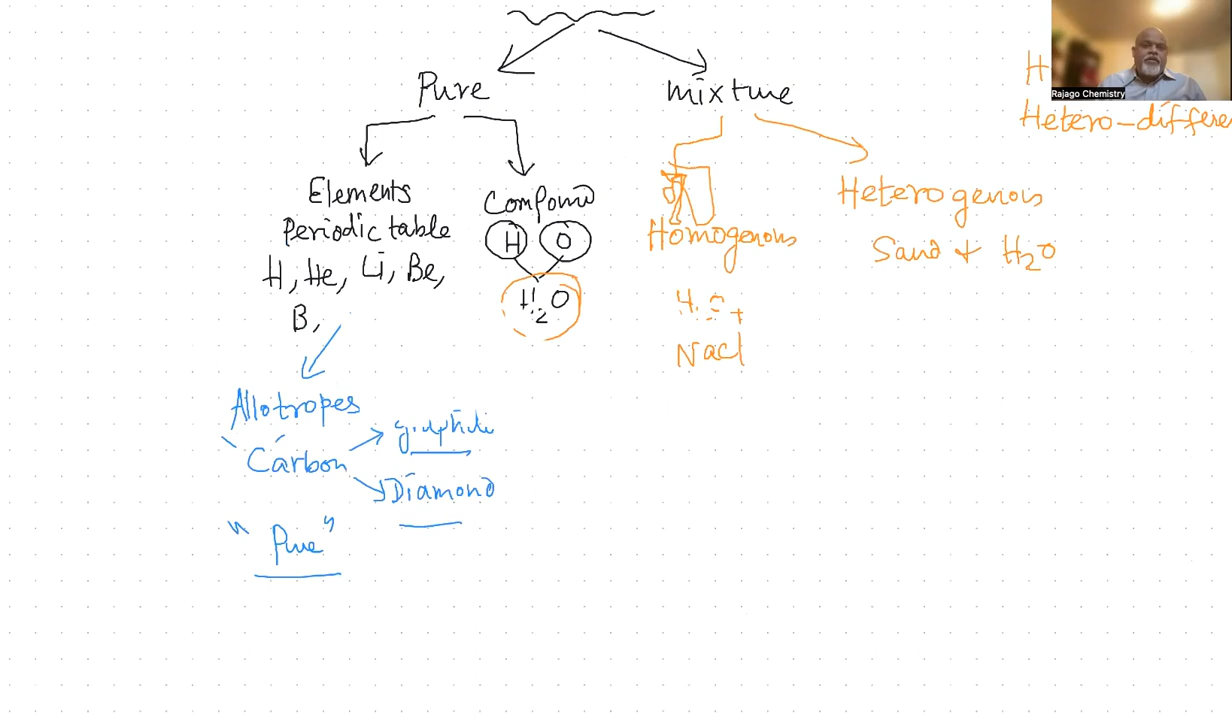 Pure
mixture
H
Rajago Chemistry
Hetero-differe
Elements
Periodic table
H, He, Li, Be,
B,
Compound
H O
H2O
Homogenous
H2O +
Nacl
Heterogenous
Sand + H2O
Allotropes
Carbon
Diamond
"Pure"